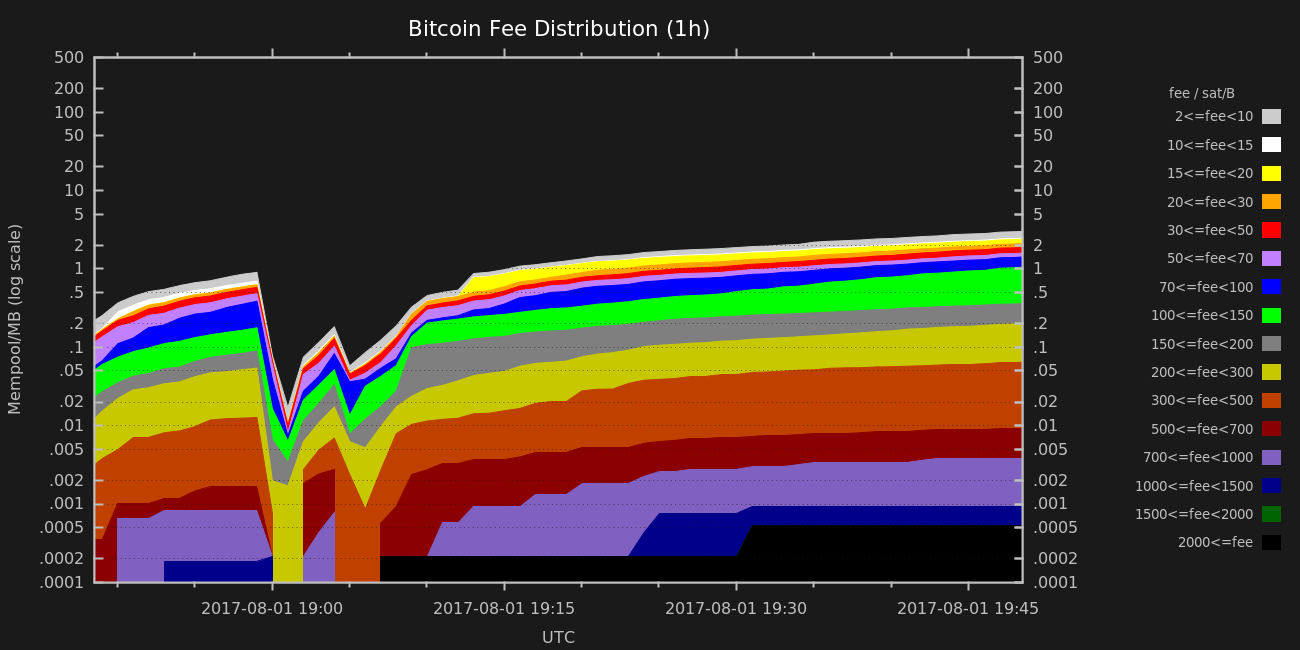 Bitcoin Fee Distribution (1h)
Mempool/MB (log scale)
500
200
100
50
20
10
5
2
1
.5
.2
.1
.05
.02
.01
.005
.002
.001
.0005
.0002
.0001
500
200
100
50
20
10
5
2
1
.5
.2
.1
.05
.02
.01
.005
.002
.001
.0005
.0002
.0001
2017-08-01 19:00
2017-08-01 19:15
2017-08-01 19:30
2017-08-01 19:45
UTC
fee / sat/B
2<=fee<10
10<=fee<15
15<=fee<20
20<=fee<30
30<=fee<50
50<=fee<70
70<=fee<100
100<=fee<150
150<=fee<200
200<=fee<300
300<=fee<500
500<=fee<700
700<=fee<1000
1000<=fee<1500
1500<=fee<2000
2000<=fee